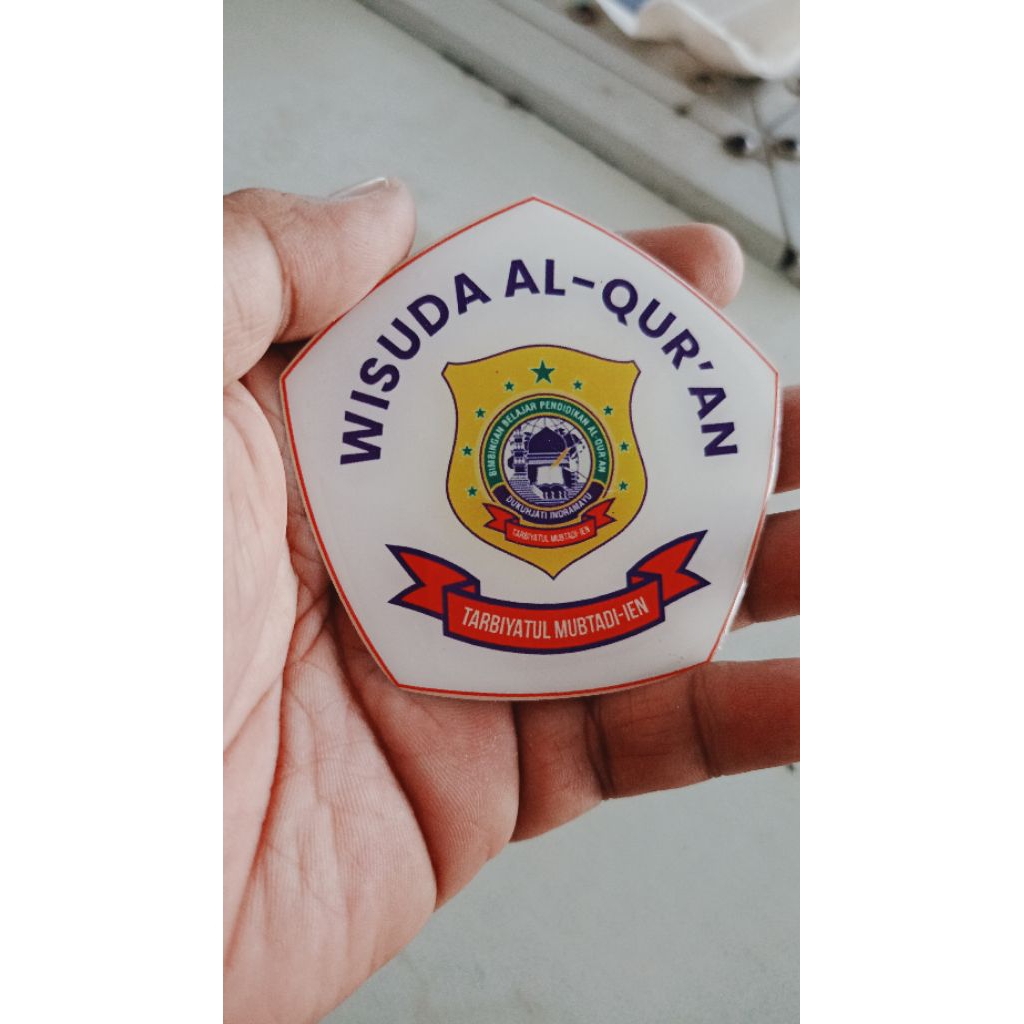 WISUDA AL-QUR'AN
BIMBINGAN BELAJAR PENDIDIKAN AL-QUR'AN
DUKUHJATI INDRAMAYU
TARBIYATUL MUBTADI-IEN
TARBIYATUL MUBTADI-IEN